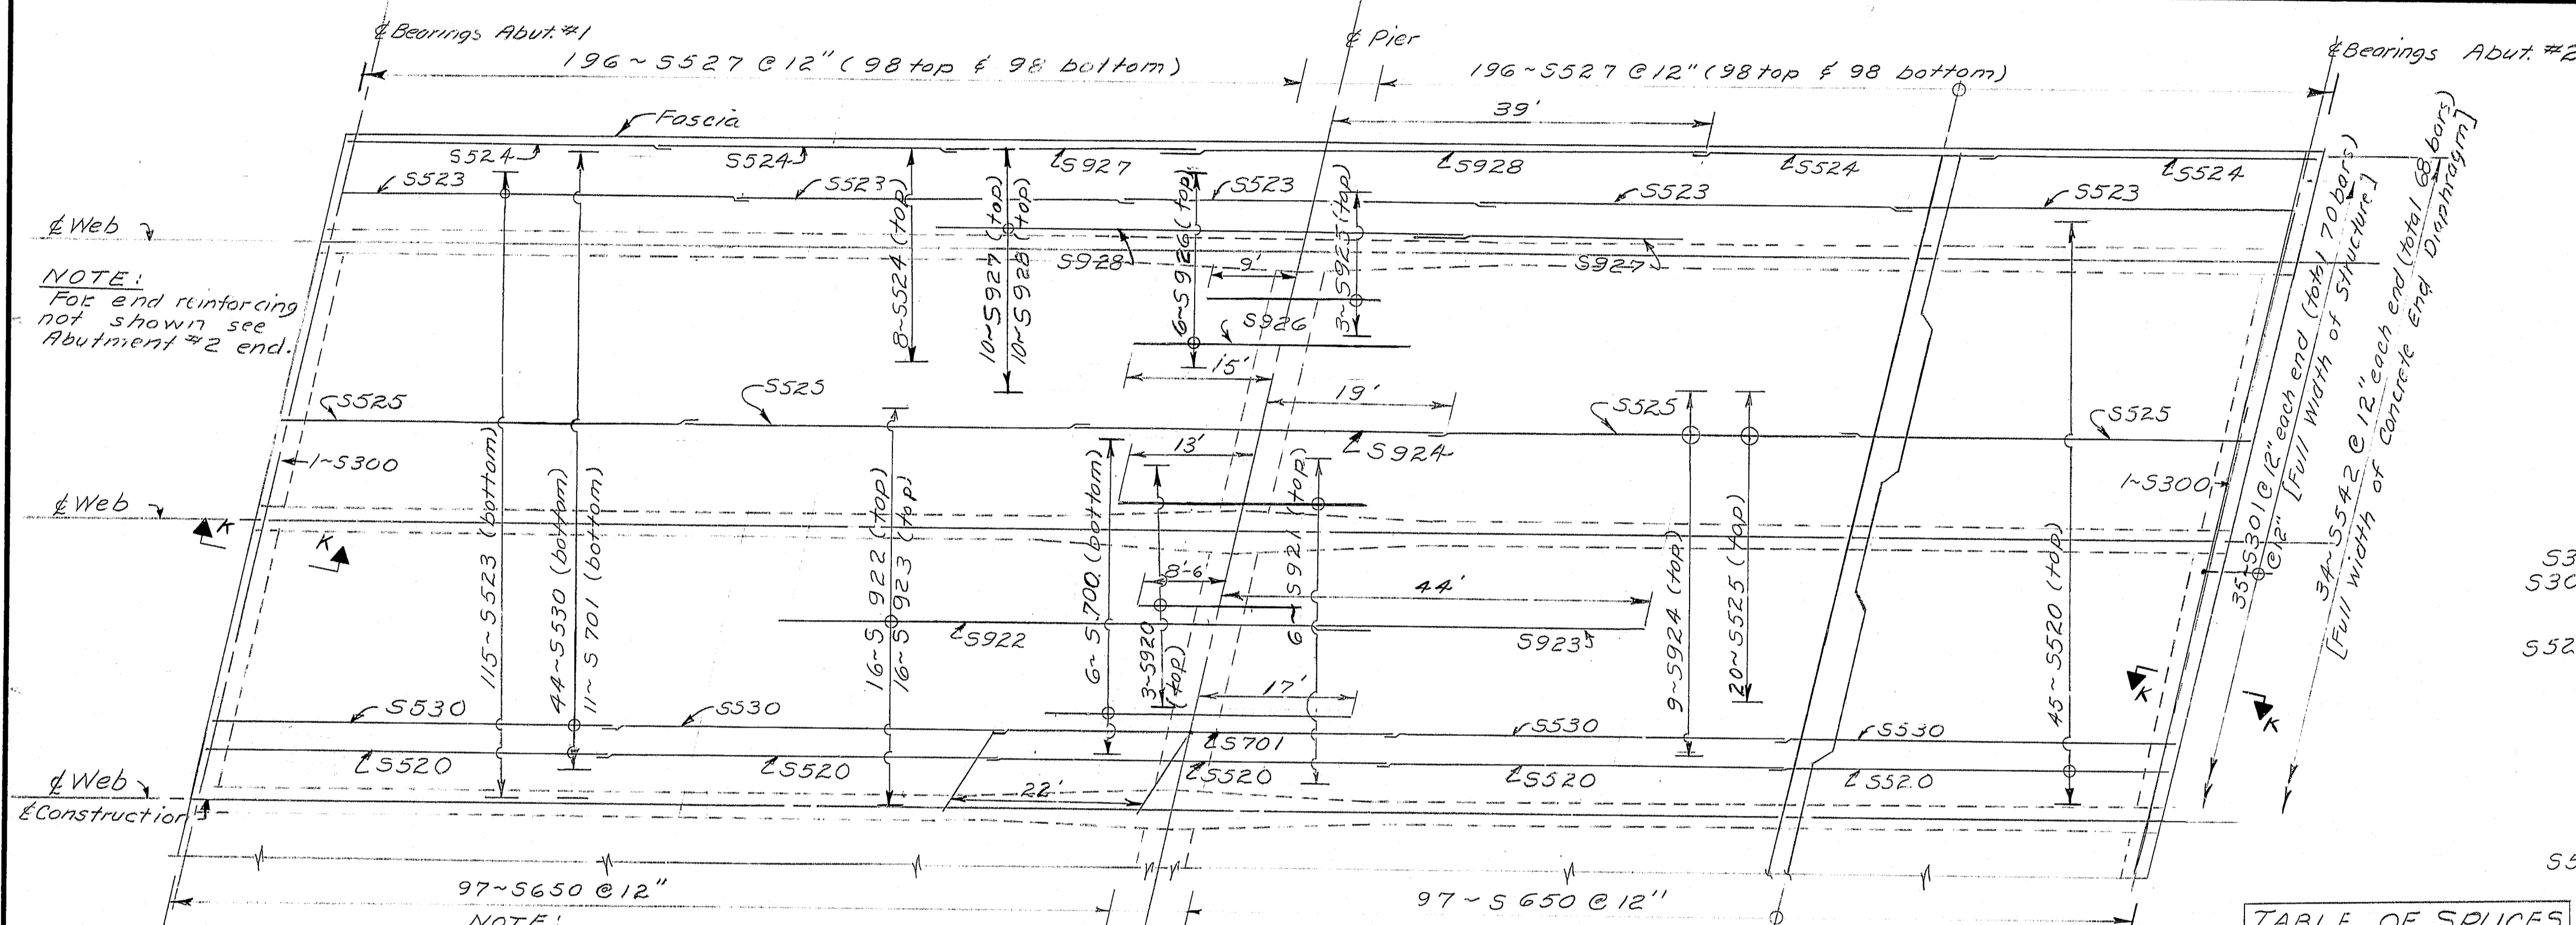 ℄ Bearings Abut. #1
196 ~ S527 @ 12" (98 top & 98 bottom)
℄ Pier
196 ~ S527 @ 12" (98 top & 98 bottom)
℄ Bearings Abut. #2
39'
Fascia
S524
S524
S927
S928
S524
S524
S523
S523
S523
S523
S523
℄ Web
S928
S927
8~S524 (top)
10~S927 (top)
10~S928 (top)
6~S926 (top)
3~S925 (top)
9'
S926
15'
NOTE:
For end reinforcing
not shown see
Abutment #2 end.
19'
S525
S525
S525
S525
S924
13'
1~S300
1~S300
℄ Web
K
K
115~S523 (bottom)
44~S530 (bottom)
11~S701 (bottom)
16~S922 (top)
16~S923 (top)
6~S700 (bottom)
3~S920
(top)
6~S921 (top)
9~S924 (top)
20~S525 (top)
45~S520 (top)
35~S301 @ 12" each end (total 70 bars)
@ 12" [Full Width of Structure]
34~S542 @ 12" each end (total 68 bars)
[Full width of Concrete End Diaphragm]
8'-6"
44'
S922
S923
17'
S530
S530
S530
S530
S701
S520
S520
S520
S520
S520
22'
K
K
℄ Web
℄ Construction
97~S650 @ 12"
97~S650 @ 12"
NOTE:
S3
S30
S52
S5
TABLE OF SPLICES